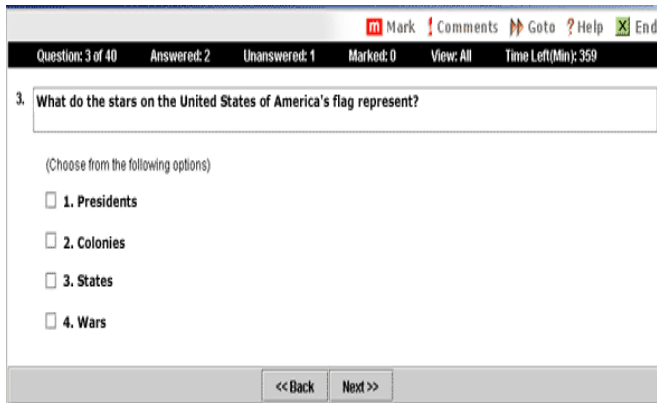 m Mark ! Comments Goto ? Help X End
Question: 3 of 40 Answered: 2 Unanswered: 1 Marked: 0 View: All Time Left(Min): 359
3. What do the stars on the United States of America's flag represent?
(Choose from the following options)
1. Presidents
2. Colonies
3. States
4. Wars
<< Back Next >>